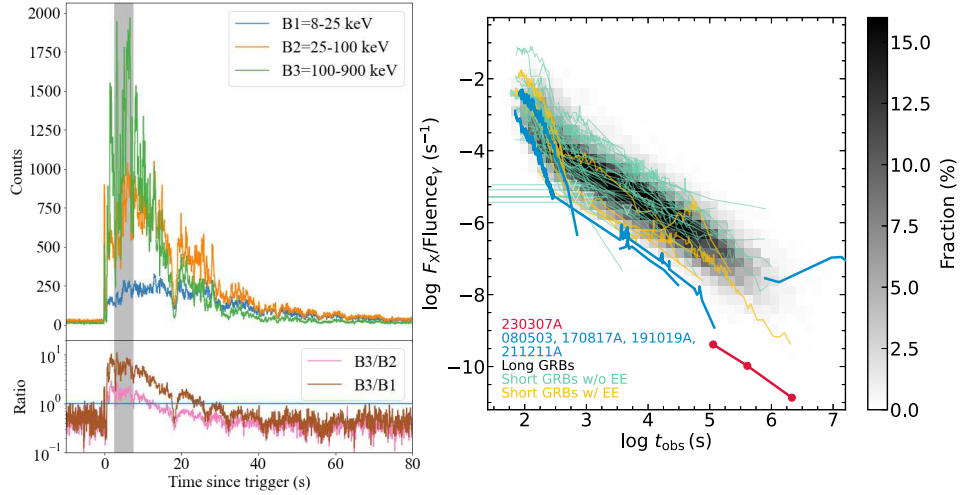 2000
1750
1500
1250
1000
750
500
250
0
Counts
B1=8-25 keV
B2=25-100 keV
B3=100-900 keV
10¹
10⁰
10⁻¹
Ratio
B3/B2
B3/B1
0
20
40
60
80
Time since trigger (s)
−2
−4
−6
−8
−10
log F_X/Fluence_γ (s⁻¹)
230307A
080503, 170817A, 191019A,
211211A
Long GRBs
Short GRBs w/o EE
Short GRBs w/ EE
2
3
4
5
6
7
log t_obs (s)
15.0
12.5
10.0
7.5
5.0
2.5
0.0
Fraction (%)